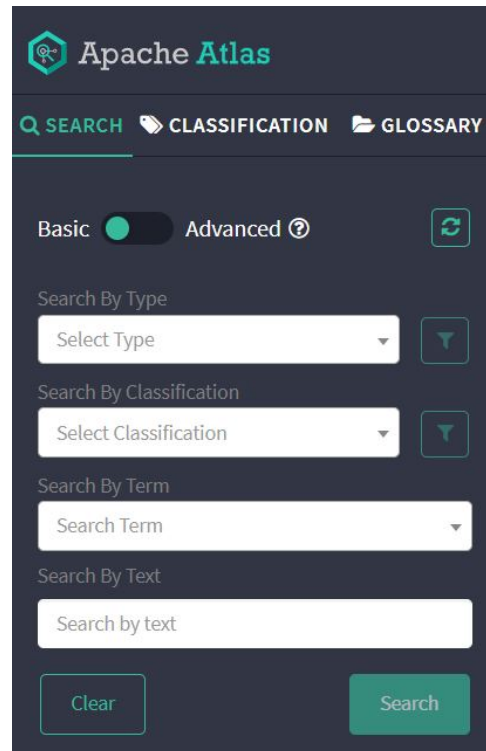 Apache Atlas
SEARCH CLASSIFICATION GLOSSARY
Basic Advanced
Search By Type
Select Type
Search By Classification
Select Classification
Search By Term
Search Term
Search By Text
Search by text
Clear Search